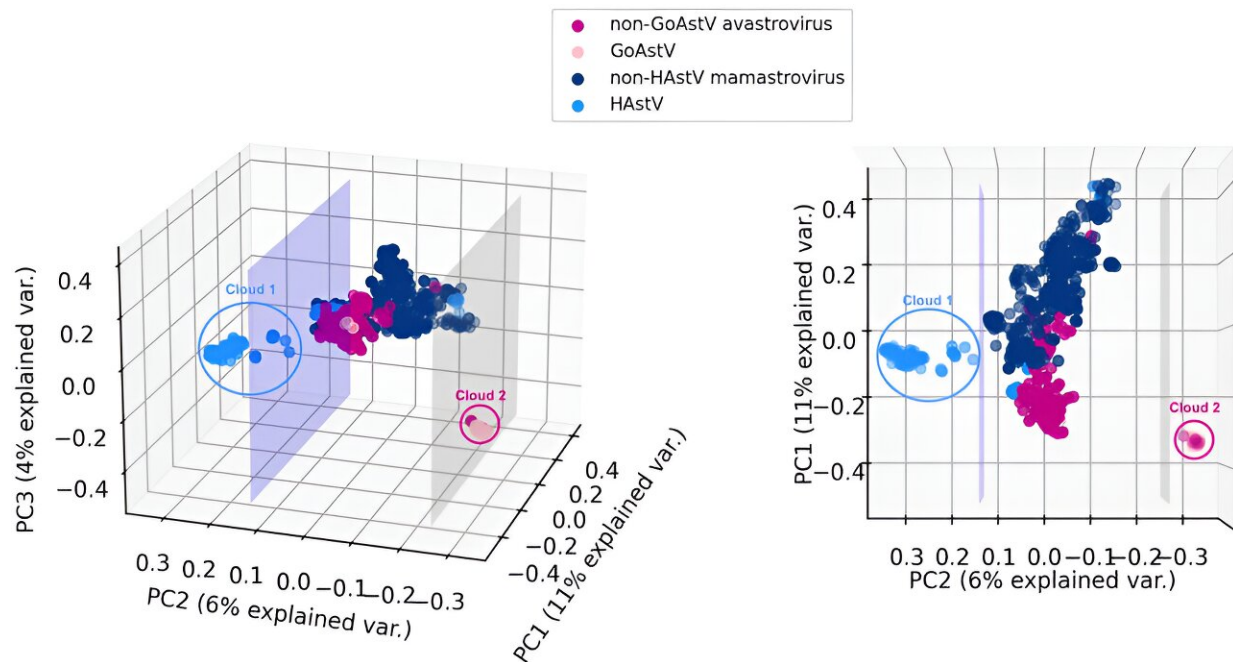 non-GoAstV avastrovirus
GoAstV
non-HAstV mamastrovirus
HAstV
Cloud 1
Cloud 2
PC3 (4% explained var.)
0.4
0.2
0.0
−0.2
−0.4
0.3 0.2 0.1 0.0 −0.1 −0.2 −0.3
PC2 (6% explained var.)
0.4
0.2
0.0
−0.2
−0.4
PC1 (11% explained var.)
Cloud 1
Cloud 2
PC1 (11% explained var.)
0.4
0.2
0.0
−0.2
−0.4
0.3 0.2 0.1 0.0 −0.1 −0.2 −0.3
PC2 (6% explained var.)